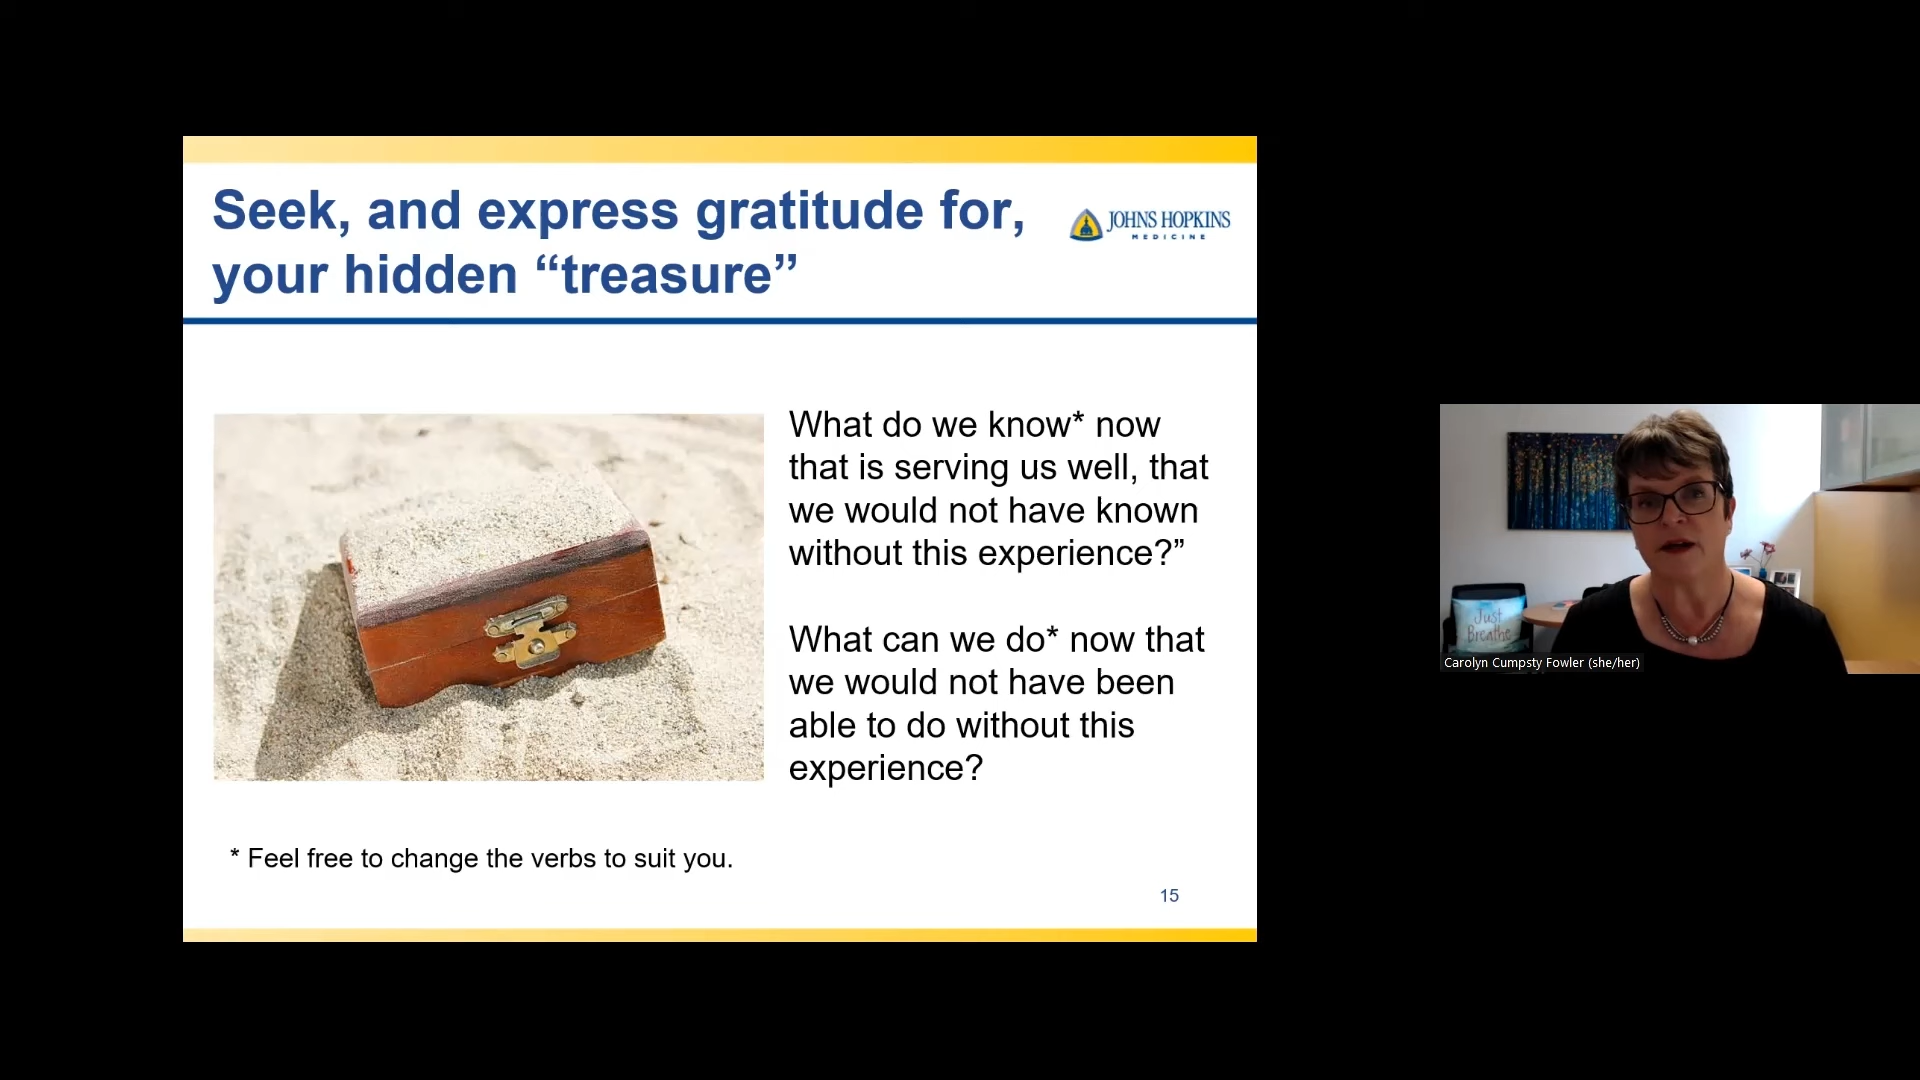 Seek, and express gratitude for,
your hidden “treasure”
JOHNS HOPKINS
MEDICINE
What do we know* now
that is serving us well, that
we would not have known
without this experience?”
What can we do* now that
we would not have been
able to do without this
experience?
* Feel free to change the verbs to suit you.
15
Just
Breathe
Carolyn Cumpsty Fowler (she/her)